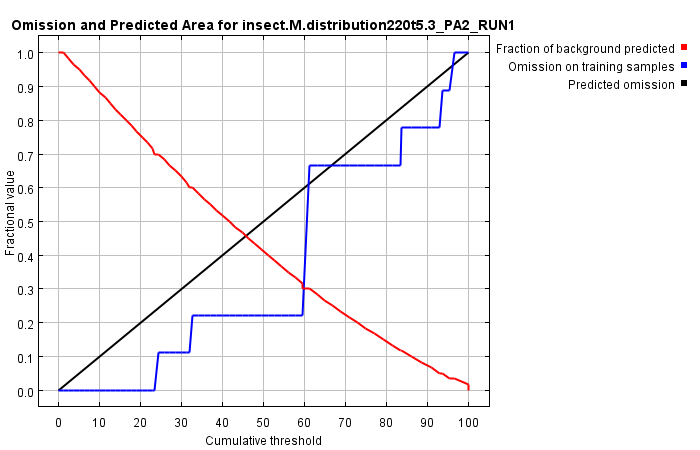 Omission and Predicted Area for insect.M.distribution220t5.3_PA2_RUN1
Fraction of background predicted
Omission on training samples
Predicted omission
Fractional value
1.0
0.9
0.8
0.7
0.6
0.5
0.4
0.3
0.2
0.1
0.0
0 10 20 30 40 50 60 70 80 90 100
Cumulative threshold